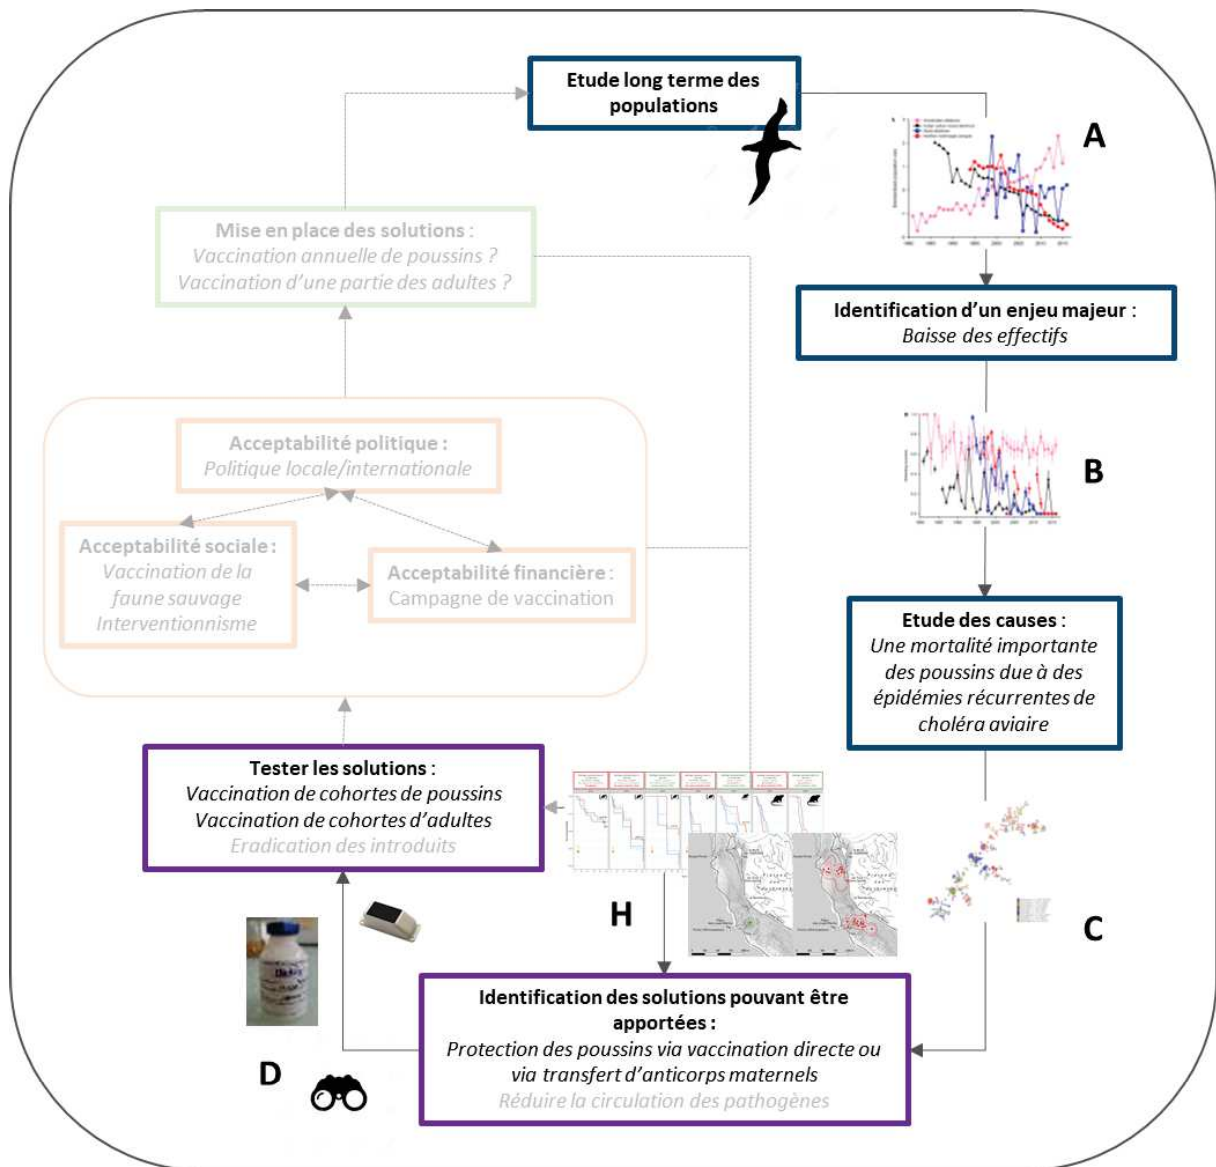 Etude long terme des
populations
A
Mise en place des solutions :
Vaccination annuelle de poussins ?
Vaccination d'une partie des adultes ?
Identification d'un enjeu majeur :
Baisse des effectifs
B
Acceptabilité politique :
Politique locale/internationale
Acceptabilité sociale :
Vaccination de la
faune sauvage
Interventionnisme
Acceptabilité financière :
Campagne de vaccination
Etude des causes :
Une mortalité importante
des poussins due à des
épidémies récurrentes de
choléra aviaire
Tester les solutions :
Vaccination de cohortes de poussins
Vaccination de cohortes d'adultes
Eradication des introduits
H
C
D
Identification des solutions pouvant être
apportées :
Protection des poussins via vaccination directe ou
via transfert d'anticorps maternels
Réduire la circulation des pathogènes